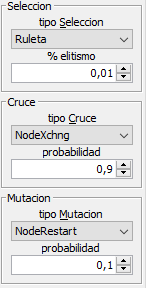 Seleccion
tipo Seleccion
Ruleta
% elitismo
0,01
Cruce
tipo Cruce
NodeXchng
probabilidad
0,9
Mutacion
tipo Mutacion
NodeRestart
probabilidad
0,1